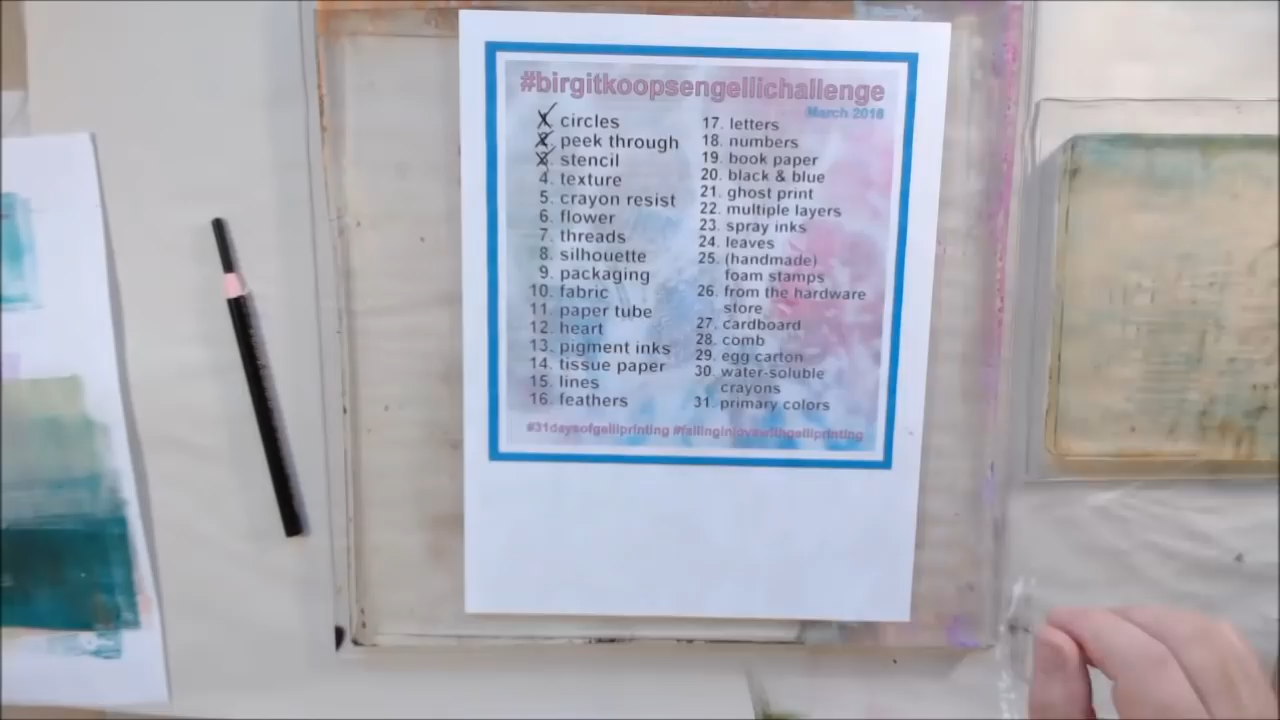 #birgitkoopsengellichallenge
March 2018
1. circles
2. peek through
3. stencil
4. texture
5. crayon resist
6. flower
7. threads
8. silhouette
9. packaging
10. fabric
11. paper tube
12. heart
13. pigment inks
14. tissue paper
15. lines
16. feathers
17. letters
18. numbers
19. book paper
20. black & blue
21. ghost print
22. multiple layers
23. spray inks
24. leaves
25. (handmade)
foam stamps
26. from the hardware
store
27. cardboard
28. comb
29. egg carton
30. water-soluble
crayons
31. primary colors
#31daysofgelliprinting #fallinginlovewithgelliprinting